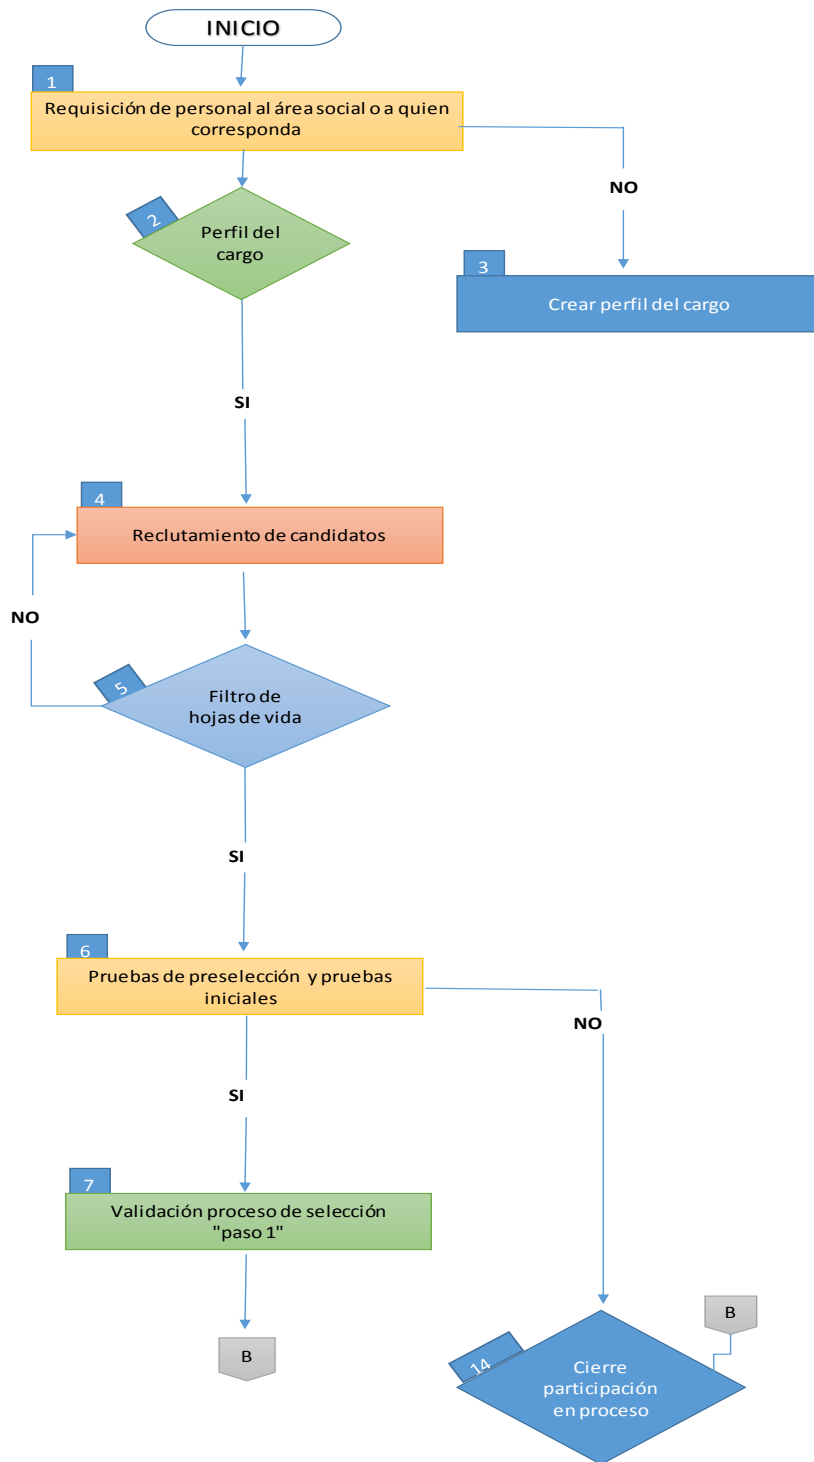 INICIO
1
Requisición de personal al área social o a quien
corresponda
NO
2
Perfil del
cargo
3
Crear perfil del cargo
SI
4
Reclutamiento de candidatos
NO
5
Filtro de
hojas de vida
SI
6
Pruebas de preselección y pruebas
iniciales
NO
SI
7
Validación proceso de selección
"paso 1"
B
B
14
Cierre
participación
en proceso